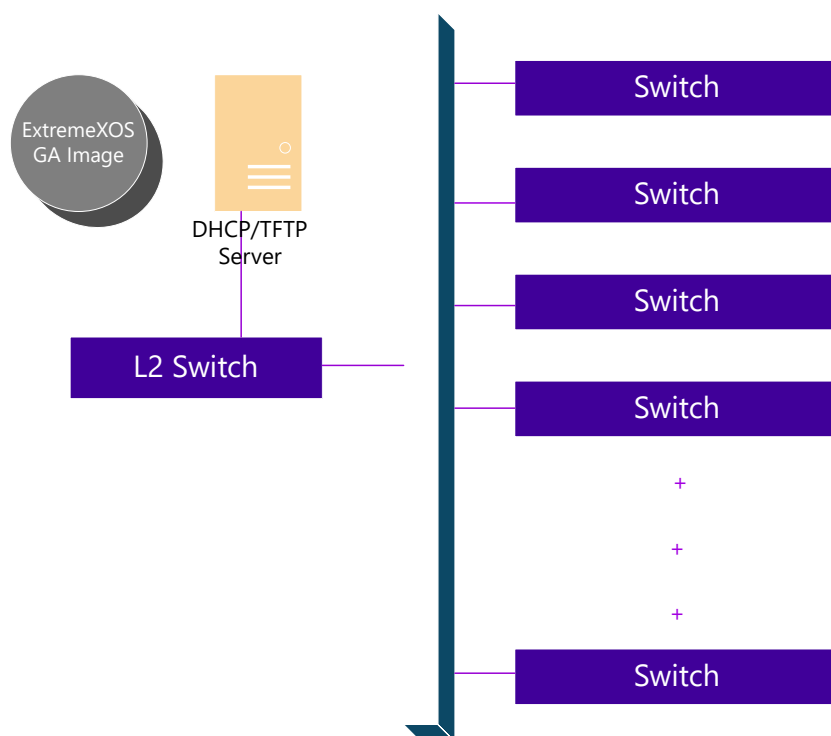 ExtremeXOS
GA Image
DHCP/TFTP
Server
L2 Switch
Switch
Switch
Switch
Switch
+
+
+
Switch